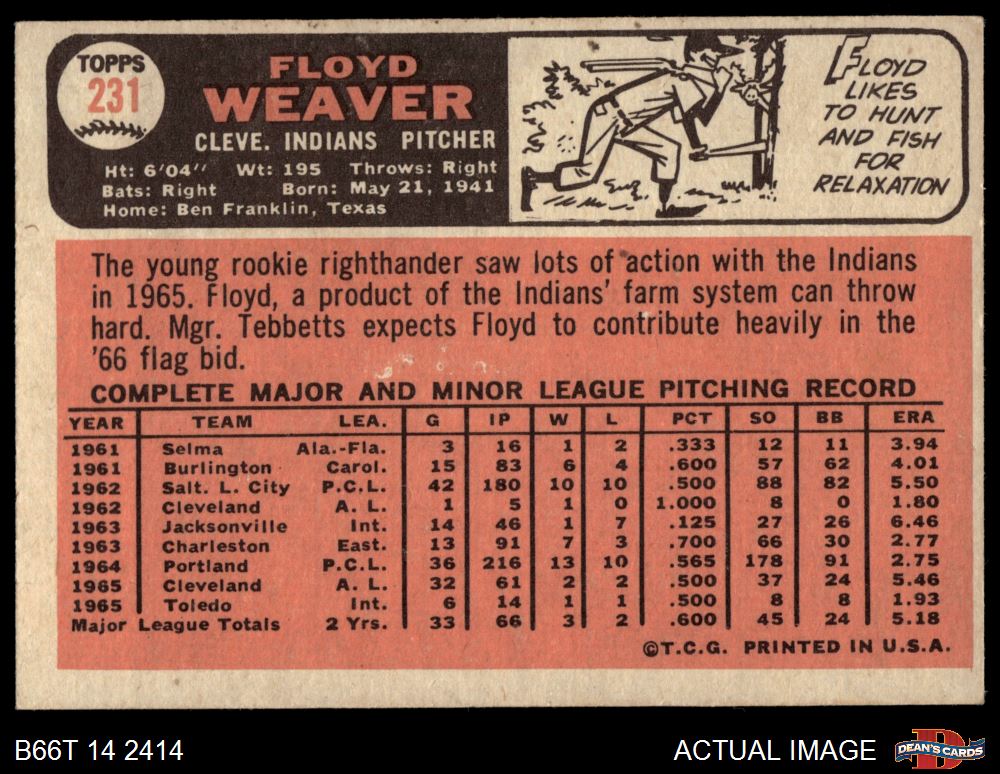 TOPPS
231
FLOYD
WEAVER
CLEVE. INDIANS PITCHER
Ht: 6'04" Wt: 195 Throws: Right
Bats: Right Born: May 21, 1941
Home: Ben Franklin, Texas
FLOYD
LIKES
TO HUNT
AND FISH
FOR
RELAXATION
The young rookie righthander saw lots of action with the Indians
in 1965. Floyd, a product of the Indians' farm system can throw
hard. Mgr. Tebbetts expects Floyd to contribute heavily in the
'66 flag bid.
COMPLETE MAJOR AND MINOR LEAGUE PITCHING RECORD
YEAR TEAM LEA. G IP W L PCT SO BB ERA
1961 Selma Ala.-Fla. 3 16 1 2 .333 12 11 3.94
1961 Burlington Carol. 15 83 6 4 .600 57 62 4.01
1962 Salt. L. City P.C.L. 42 180 10 10 .500 88 82 5.50
1962 Cleveland A. L. 1 5 1 0 1.000 8 0 1.80
1963 Jacksonville Int. 14 46 1 7 .125 27 26 6.46
1963 Charleston East. 13 91 7 3 .700 66 30 2.77
1964 Portland P.C.L. 36 216 13 10 .565 178 91 2.75
1965 Cleveland A. L. 32 61 2 2 .500 37 24 5.46
1965 Toledo Int. 6 14 1 1 .500 8 8 1.93
Major League Totals 2 Yrs. 33 66 3 2 .600 45 24 5.18
©T.C.G. PRINTED IN U.S.A.
B66T 14 2414 ACTUAL IMAGE DEAN'S CARDS